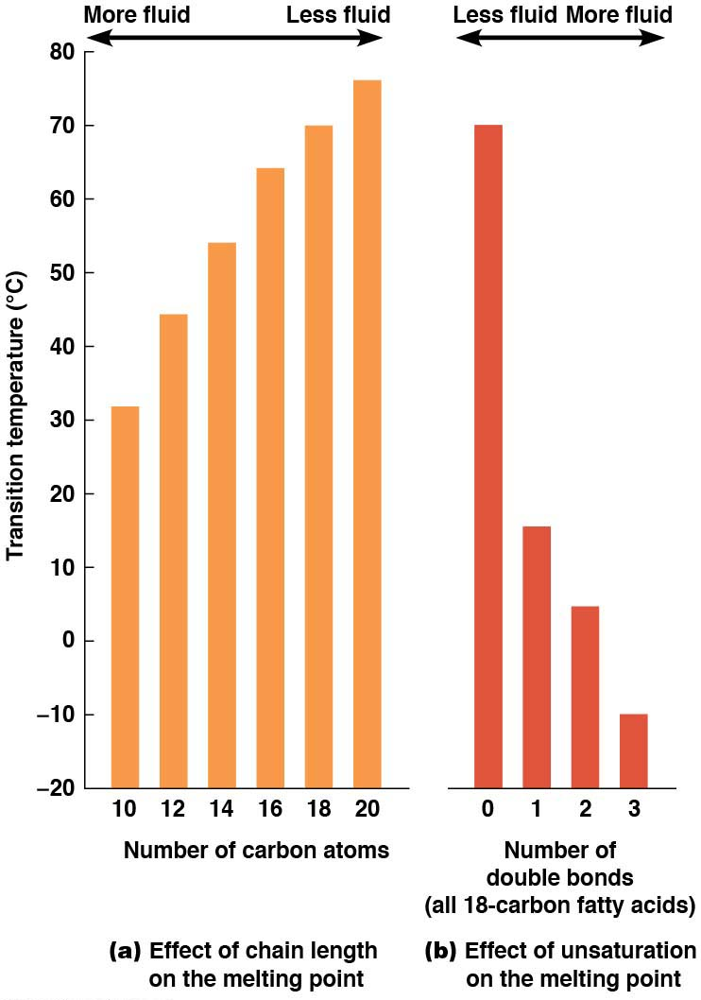 More fluid Less fluid
Less fluid More fluid
Transition temperature (°C)
80
70
60
50
40
30
20
10
0
–10
–20
10 12 14 16 18 20
Number of carbon atoms
0 1 2 3
Number of
double bonds
(all 18-carbon fatty acids)
(a) Effect of chain length
on the melting point
(b) Effect of unsaturation
on the melting point